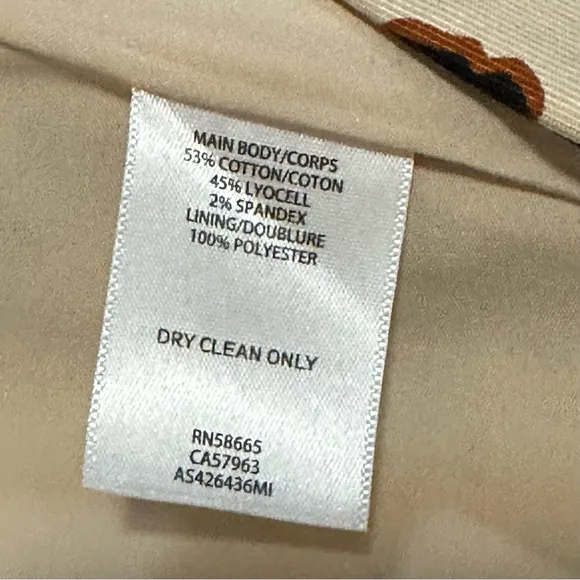 MAIN BODY/CORPS
53% COTTON/COTON
45% LYOCELL
2% SPANDEX
LINING/DOUBLURE
100% POLYESTER
DRY CLEAN ONLY
RN58665
CA57963
AS426436MI